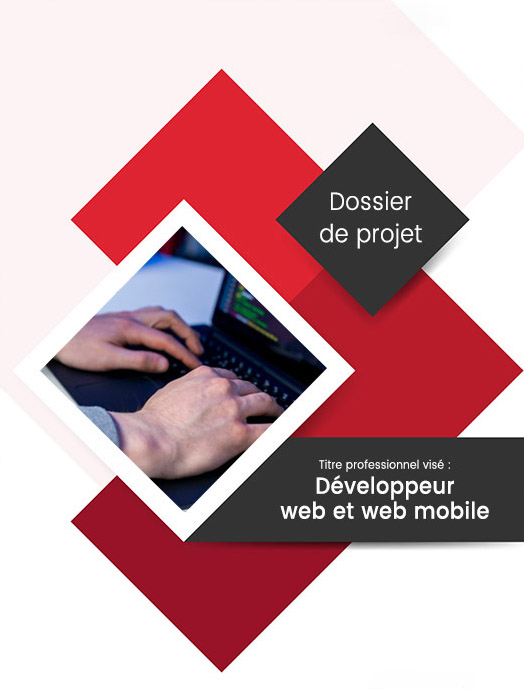 Dossier
de projet
Titre professionnel visé :
Développeur
web et web mobile